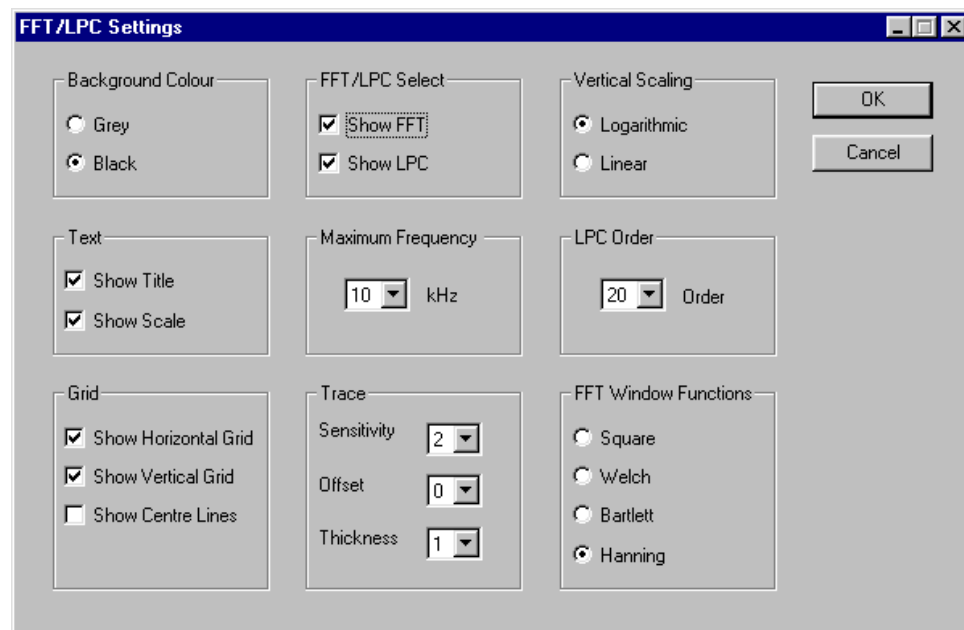 FFT/LPC Settings
Background Colour
Grey
Black
FFT/LPC Select
Show FFT
Show LPC
Vertical Scaling
Logarithmic
Linear
OK
Cancel
Text
Show Title
Show Scale
Maximum Frequency
10 kHz
LPC Order
20 Order
Grid
Show Horizontal Grid
Show Vertical Grid
Show Centre Lines
Trace
Sensitivity 2
Offset 0
Thickness 1
FFT Window Functions
Square
Welch
Bartlett
Hanning